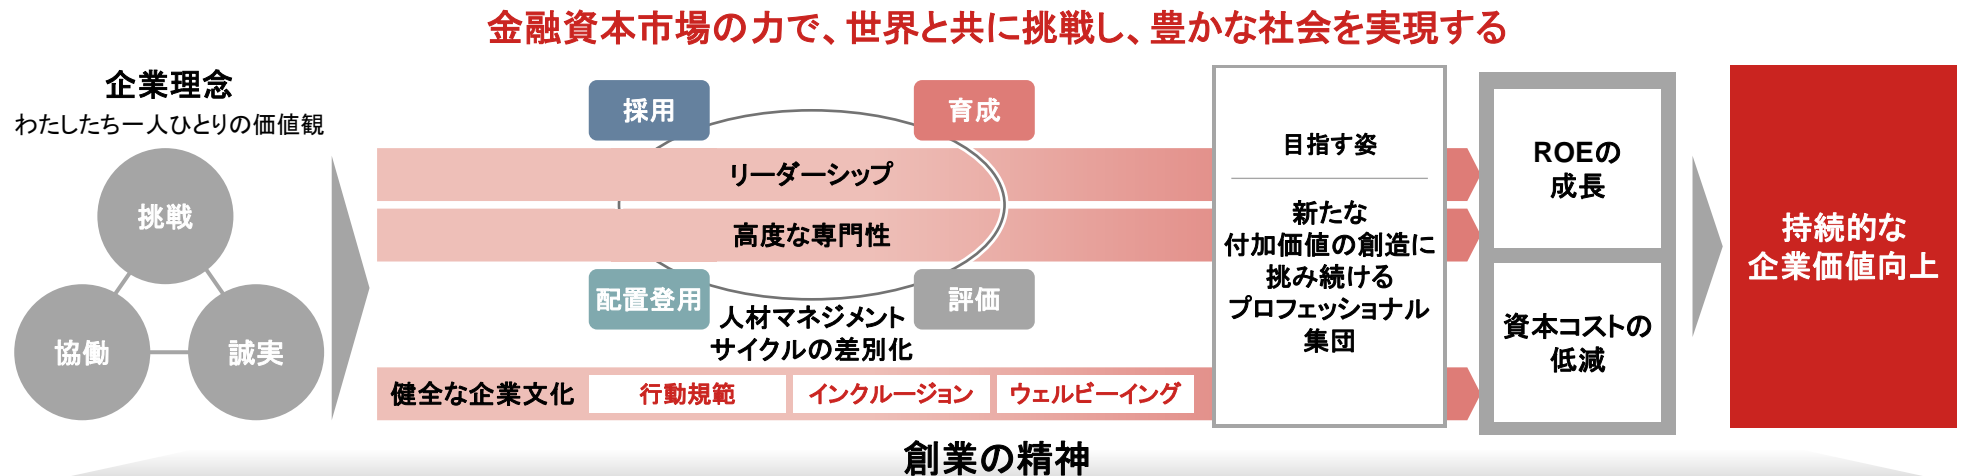 金融資本市場の力で、世界と共に挑戦し、豊かな社会を実現する
企業理念
わたしたち一人ひとりの価値観
挑戦
協働
誠実
採用
育成
リーダーシップ
高度な専門性
配置登用
評価
人材マネジメント
サイクルの差別化
健全な企業文化
行動規範
インクルージョン
ウェルビーイング
目指す姿
新たな
付加価値の創造に
挑み続ける
プロフェッショナル
集団
ROEの
成長
資本コストの
低減
持続的な
企業価値向上
創業の精神